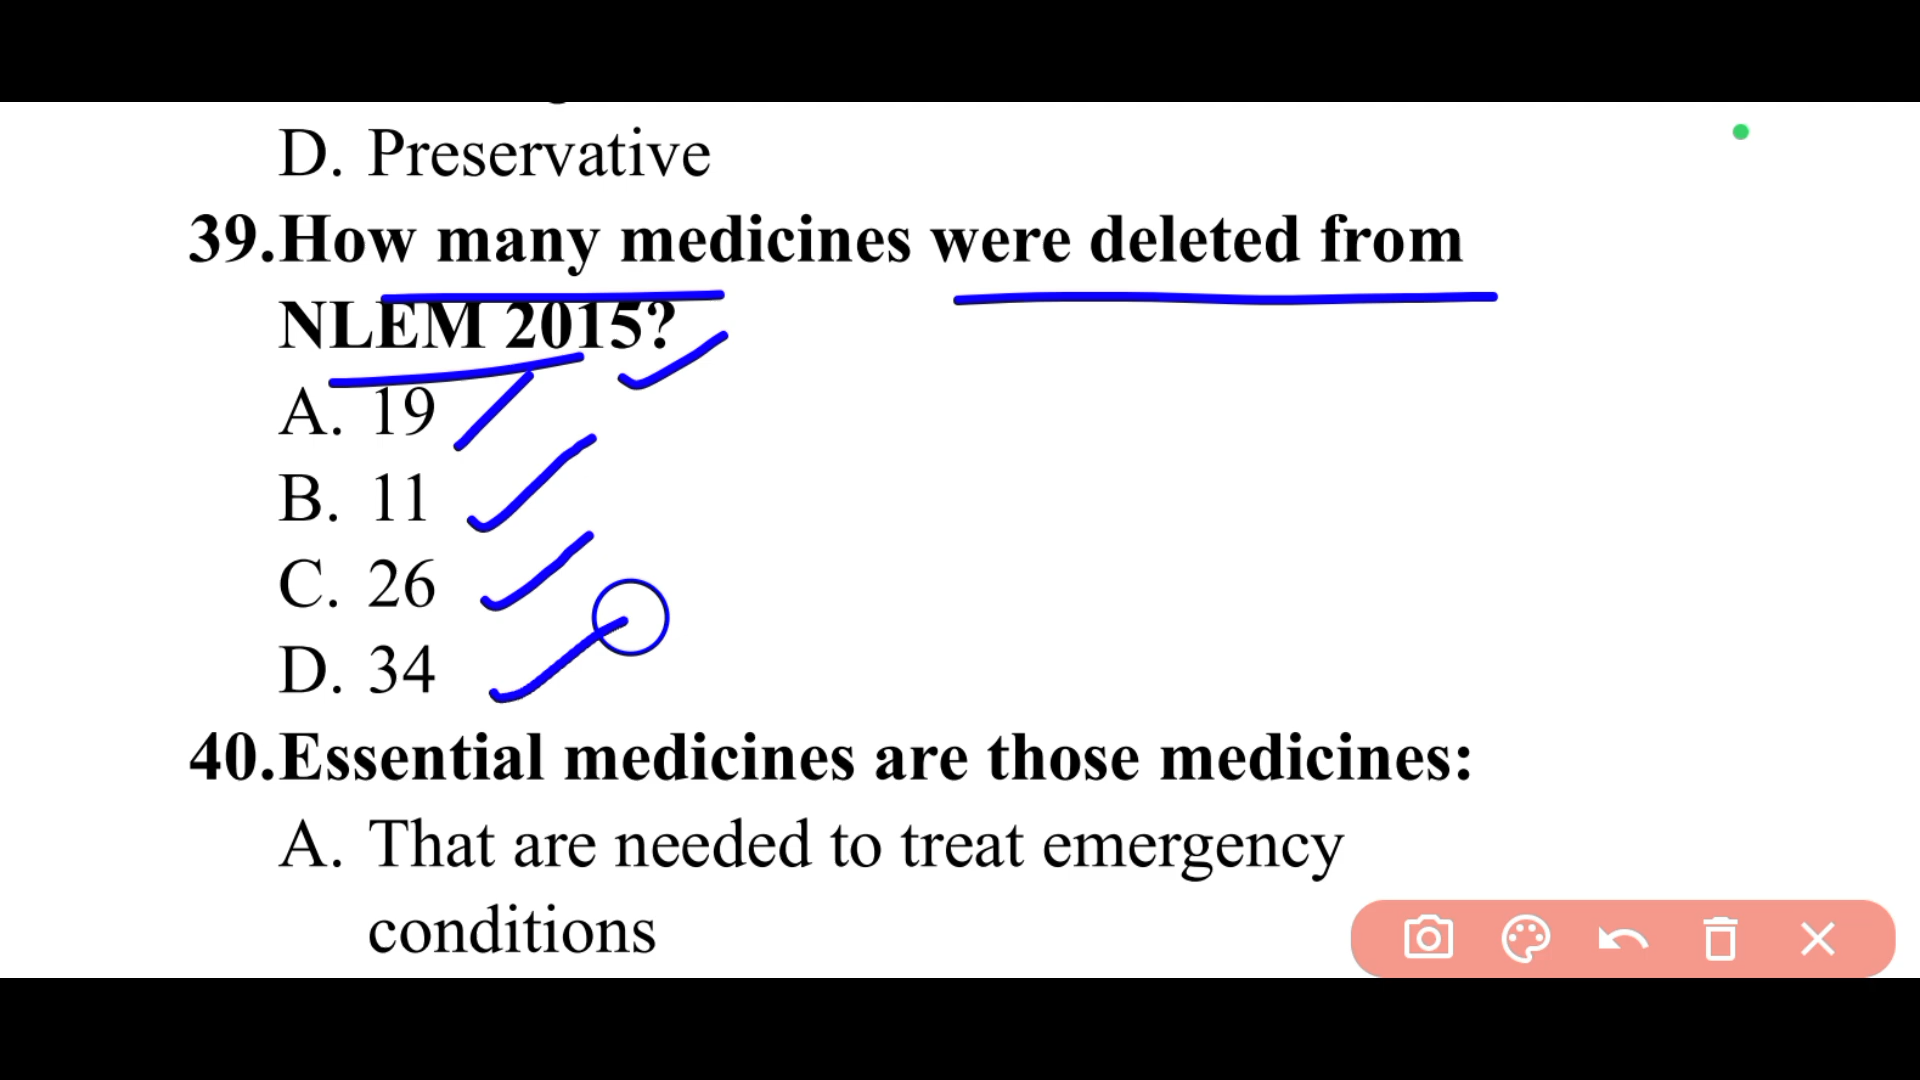 D. Preservative
39.How many medicines were deleted from
NLEM 2015?
A. 19
B. 11
C. 26
D. 34
40.Essential medicines are those medicines:
A. That are needed to treat emergency
conditions